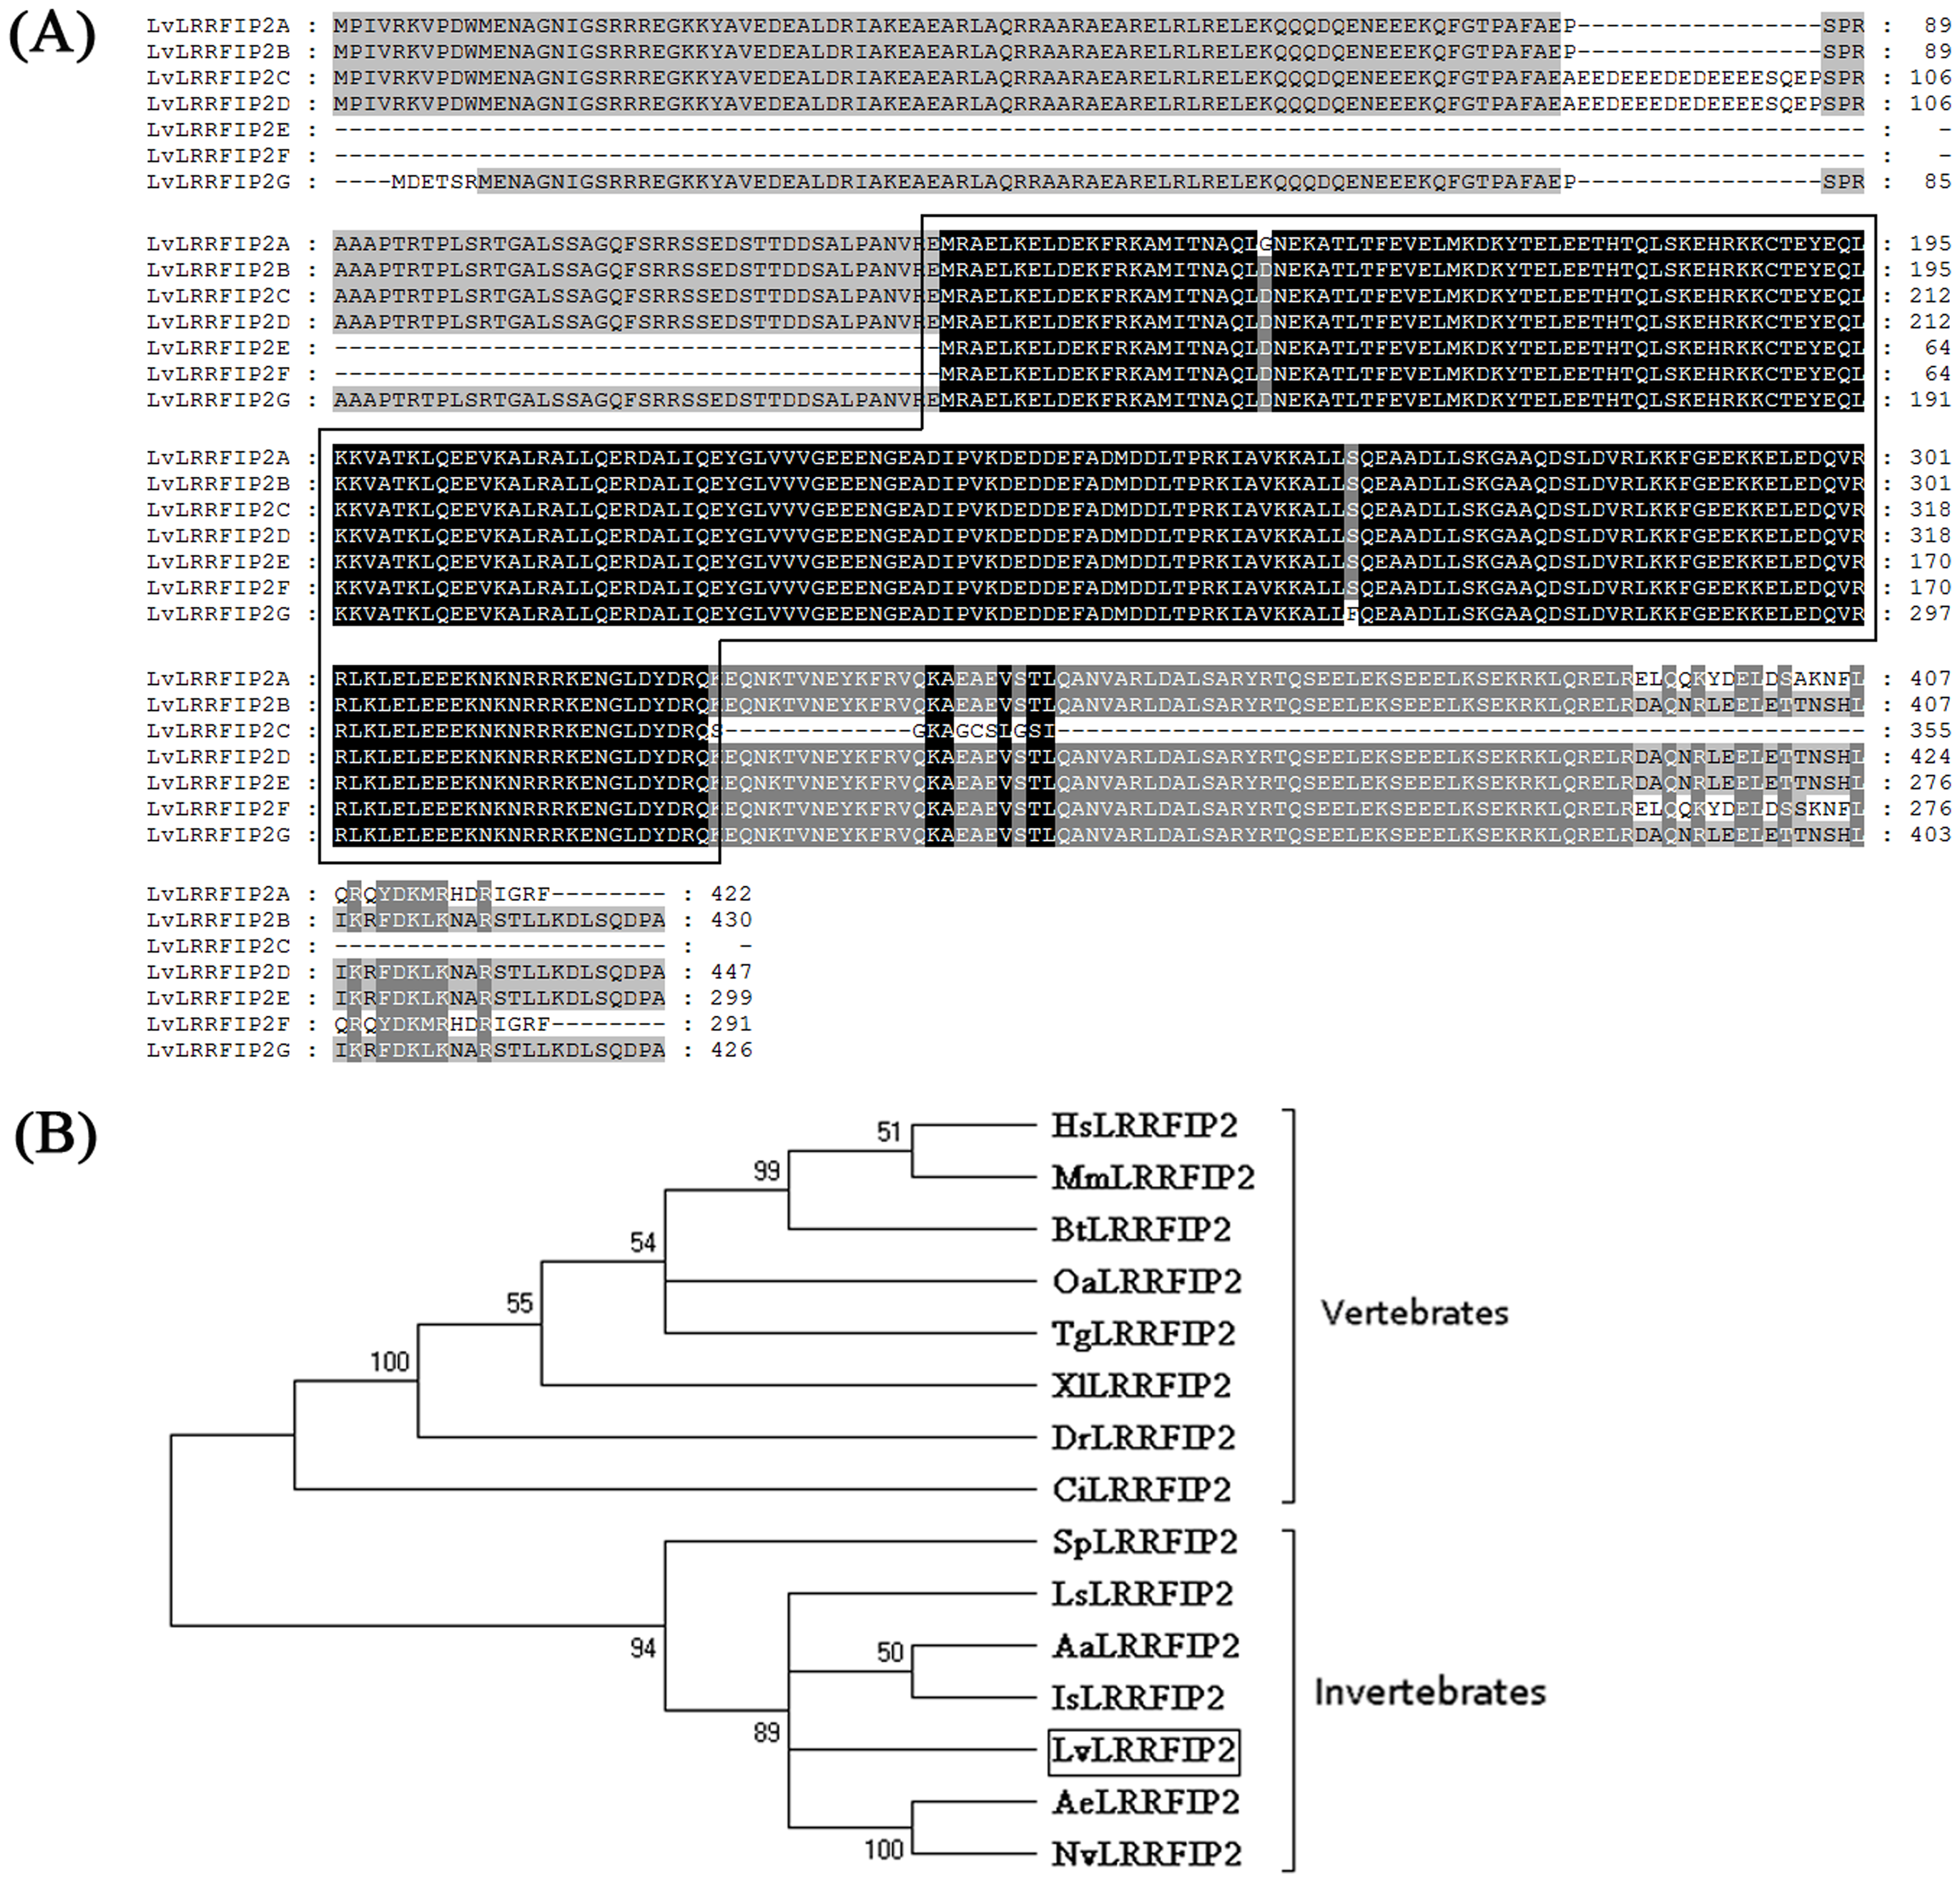 (A)
LvLRRFIP2A : MPIVRKVPDWMENAGNIGSRRREGKKYAVEDEALDRIAKEAEARLAQRRAARAEARELRLRELEKQQQDQENEEEKQFGTPAFAEP-----------------SPR : 89
LvLRRFIP2B : MPIVRKVPDWMENAGNIGSRRREGKKYAVEDEALDRIAKEAEARLAQRRAARAEARELRLRELEKQQQDQENEEEKQFGTPAFAEP-----------------SPR : 89
LvLRRFIP2C : MPIVRKVPDWMENAGNIGSRRREGKKYAVEDEALDRIAKEAEARLAQRRAARAEARELRLRELEKQQQDQENEEEKQFGTPAFAEAEEDEEEDEDEEEESQEPSPR : 106
LvLRRFIP2D : MPIVRKVPDWMENAGNIGSRRREGKKYAVEDEALDRIAKEAEARLAQRRAARAEARELRLRELEKQQQDQENEEEKQFGTPAFAEAEEDEEEDEDEEEESQEPSPR : 106
LvLRRFIP2E : ---------------------------------------------------------------------------------------------------------- : -
LvLRRFIP2F : ---------------------------------------------------------------------------------------------------------- : -
LvLRRFIP2G : ----MDETSRMENAGNIGSRRREGKKYAVEDEALDRIAKEAEARLAQRRAARAEARELRLRELEKQQQDQENEEEKQFGTPAFAEP-----------------SPR : 85
LvLRRFIP2A : AAAPTRTPLSRTGALSSAGQFSRRSSEDSTTDDSALPANVREMRAELKELDEKFRKAMITNAQLGNEKATLTFEVELMKDKYTELEETHTQLSKEHRKKCTEYEQL : 195
LvLRRFIP2B : AAAPTRTPLSRTGALSSAGQFSRRSSEDSTTDDSALPANVREMRAELKELDEKFRKAMITNAQLDNEKATLTFEVELMKDKYTELEETHTQLSKEHRKKCTEYEQL : 195
LvLRRFIP2C : AAAPTRTPLSRTGALSSAGQFSRRSSEDSTTDDSALPANVREMRAELKELDEKFRKAMITNAQLDNEKATLTFEVELMKDKYTELEETHTQLSKEHRKKCTEYEQL : 212
LvLRRFIP2D : AAAPTRTPLSRTGALSSAGQFSRRSSEDSTTDDSALPANVREMRAELKELDEKFRKAMITNAQLDNEKATLTFEVELMKDKYTELEETHTQLSKEHRKKCTEYEQL : 212
LvLRRFIP2E : ------------------------------------------MRAELKELDEKFRKAMITNAQLDNEKATLTFEVELMKDKYTELEETHTQLSKEHRKKCTEYEQL : 64
LvLRRFIP2F : ------------------------------------------MRAELKELDEKFRKAMITNAQLDNEKATLTFEVELMKDKYTELEETHTQLSKEHRKKCTEYEQL : 64
LvLRRFIP2G : AAAPTRTPLSRTGALSSAGQFSRRSSEDSTTDDSALPANVREMRAELKELDEKFRKAMITNAQLDNEKATLTFEVELMKDKYTELEETHTQLSKEHRKKCTEYEQL : 191
LvLRRFIP2A : KKVATKLQEEVKALRALLQERDALIQEYGLVVVGEEENGEADIPVKDEDDEFADMDDLTPRKIAVKKALLSQEAADLLSKGAAQDSLDVRLKKFGEEKKELEDQVR : 301
LvLRRFIP2B : KKVATKLQEEVKALRALLQERDALIQEYGLVVVGEEENGEADIPVKDEDDEFADMDDLTPRKIAVKKALLSQEAADLLSKGAAQDSLDVRLKKFGEEKKELEDQVR : 301
LvLRRFIP2C : KKVATKLQEEVKALRALLQERDALIQEYGLVVVGEEENGEADIPVKDEDDEFADMDDLTPRKIAVKKALLSQEAADLLSKGAAQDSLDVRLKKFGEEKKELEDQVR : 318
LvLRRFIP2D : KKVATKLQEEVKALRALLQERDALIQEYGLVVVGEEENGEADIPVKDEDDEFADMDDLTPRKIAVKKALLSQEAADLLSKGAAQDSLDVRLKKFGEEKKELEDQVR : 318
LvLRRFIP2E : KKVATKLQEEVKALRALLQERDALIQEYGLVVVGEEENGEADIPVKDEDDEFADMDDLTPRKIAVKKALLSQEAADLLSKGAAQDSLDVRLKKFGEEKKELEDQVR : 170
LvLRRFIP2F : KKVATKLQEEVKALRALLQERDALIQEYGLVVVGEEENGEADIPVKDEDDEFADMDDLTPRKIAVKKALLSQEAADLLSKGAAQDSLDVRLKKFGEEKKELEDQVR : 170
LvLRRFIP2G : KKVATKLQEEVKALRALLQERDALIQEYGLVVVGEEENGEADIPVKDEDDEFADMDDLTPRKIAVKKALLFQEAADLLSKGAAQDSLDVRLKKFGEEKKELEDQVR : 297
LvLRRFIP2A : RLKLELEEEKNKNRRRKENGLDYDRQKEQNKTVNEYKFRVQKAEAEVSTLQANVARLDALSARYRTQSEELEKSEEELKSEKRKLQRELRELQQKYDELDSAKNFL : 407
LvLRRFIP2B : RLKLELEEEKNKNRRRKENGLDYDRQKEQNKTVNEYKFRVQKAEAEVSTLQANVARLDALSARYRTQSEELEKSEEELKSEKRKLQRELRDAQNRLEELETTNSHL : 407
LvLRRFIP2C : RLKLELEEEKNKNRRRKENGLDYDRQS-------------GKAGCSLGSI-------------------------------------------------------- : 355
LvLRRFIP2D : RLKLELEEEKNKNRRRKENGLDYDRQKEQNKTVNEYKFRVQKAEAEVSTLQANVARLDALSARYRTQSEELEKSEEELKSEKRKLQRELRDAQNRLEELETTNSHL : 424
LvLRRFIP2E : RLKLELEEEKNKNRRRKENGLDYDRQKEQNKTVNEYKFRVQKAEAEVSTLQANVARLDALSARYRTQSEELEKSEEELKSEKRKLQRELRDAQNRLEELETTNSHL : 276
LvLRRFIP2F : RLKLELEEEKNKNRRRKENGLDYDRQKEQNKTVNEYKFRVQKAEAEVSTLQANVARLDALSARYRTQSEELEKSEEELKSEKRKLQRELRELQQKYDELDSSKNFL : 276
LvLRRFIP2G : RLKLELEEEKNKNRRRKENGLDYDRQKEQNKTVNEYKFRVQKAEAEVSTLQANVARLDALSARYRTQSEELEKSEEELKSEKRKLQRELRDAQNRLEELETTNSHL : 403
LvLRRFIP2A : QRQYDKMRHDRIGRF-------- : 422
LvLRRFIP2B : IKRFDKLKNARSTLLKDLSQDPA : 430
LvLRRFIP2C : ----------------------- : -
LvLRRFIP2D : IKRFDKLKNARSTLLKDLSQDPA : 447
LvLRRFIP2E : IKRFDKLKNARSTLLKDLSQDPA : 299
LvLRRFIP2F : QRQYDKMRHDRIGRF-------- : 291
LvLRRFIP2G : IKRFDKLKNARSTLLKDLSQDPA : 426
(B)
51
HsLRRFIP2
MmLRRFIP2
99
BtLRRFIP2
54
OaLRRFIP2
55
TgLRRFIP2
Vertebrates
100
XlLRRFIP2
DrLRRFIP2
CiLRRFIP2
SpLRRFIP2
LsLRRFIP2
94
50
AaLRRFIP2
IsLRRFIP2
Invertebrates
89
LvLRRFIP2
AeLRRFIP2
100
NvLRRFIP2